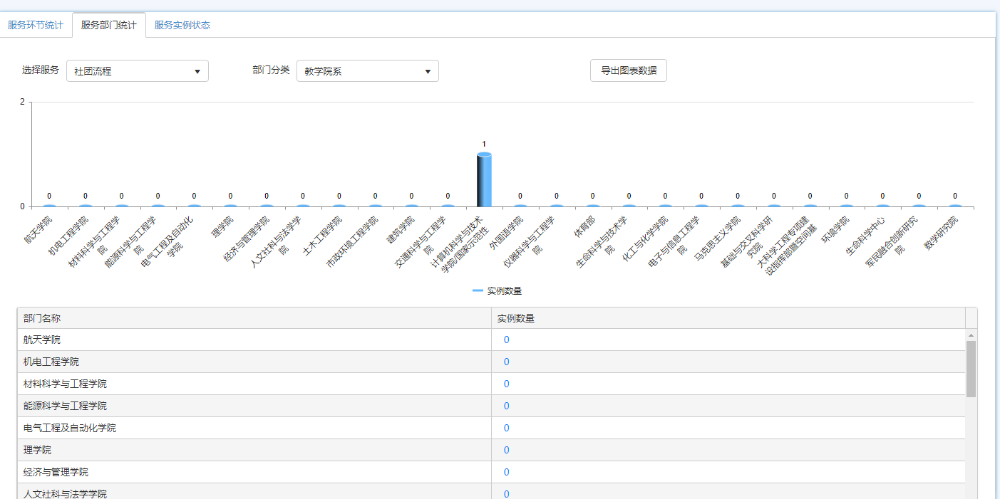 服务环节统计 服务部门统计 服务实例状态
选择服务 社团流程 部门分类 教学院系 导出图表数据
2
1
0 0 0 0 0 0 0 0 0 0 0 0 0 0 0 0 0 0 0 0 0 0 0 0 0
0
航天学院
机电工程学院
材料科学与工程学
院
能源科学与工程学
院
电气工程及自动化
学院
理学院
经济与管理学院
人文社科与法学学
院
土木工程学院
市政环境工程学院
建筑学院
交通科学与工程学
院
计算机科学与技术
学院/国家示范性
外国语学院
仪器科学与工程学
院
体育部
生命科学与技术学
院
化工与化学学院
电子与信息工程学
院
马克思主义学院
基础与交叉科学研
究院
大科学工程专项建
设指挥部暨空间基
环境学院
生命科学中心
军民融合创新研究
院
数学研究院
实例数量
部门名称 实例数量
航天学院 0
机电工程学院 0
材料科学与工程学院 0
能源科学与工程学院 0
电气工程及自动化学院 0
理学院 0
经济与管理学院 0
人文社科与法学学院 0